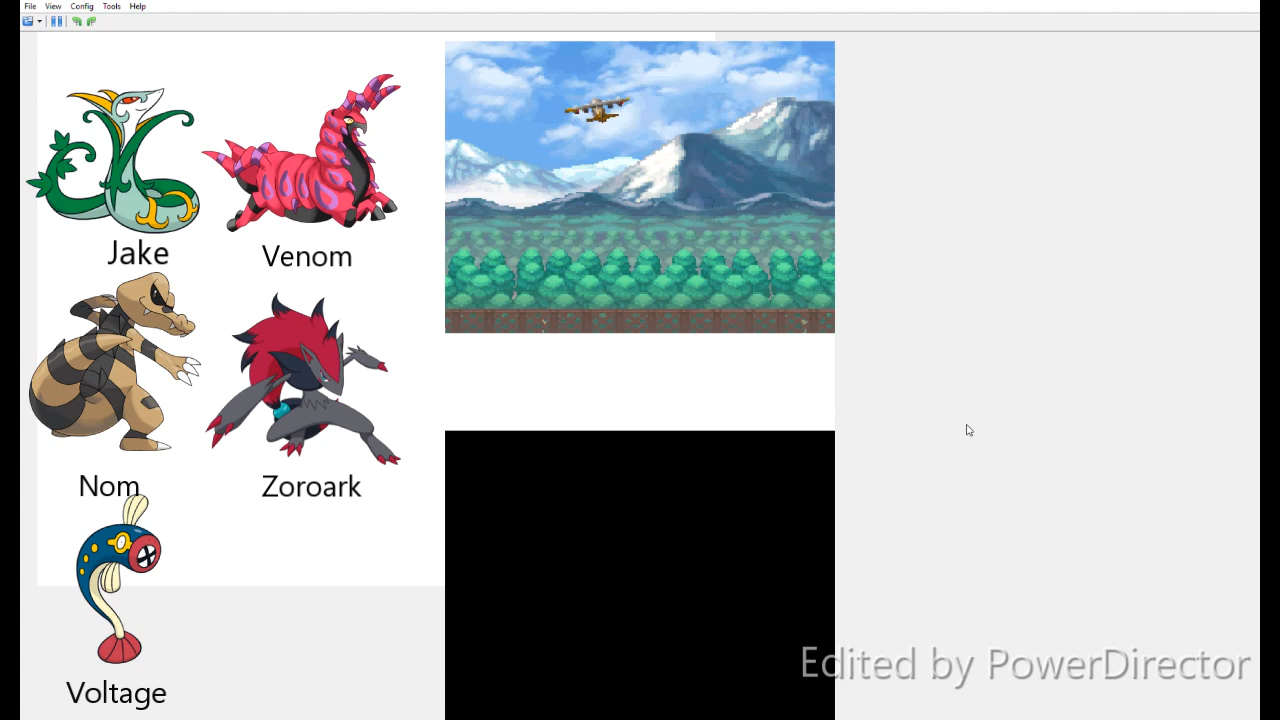 File View Config Tools Help
Jake
Venom
Nom
Zoroark
Voltage
Edited by PowerDirector